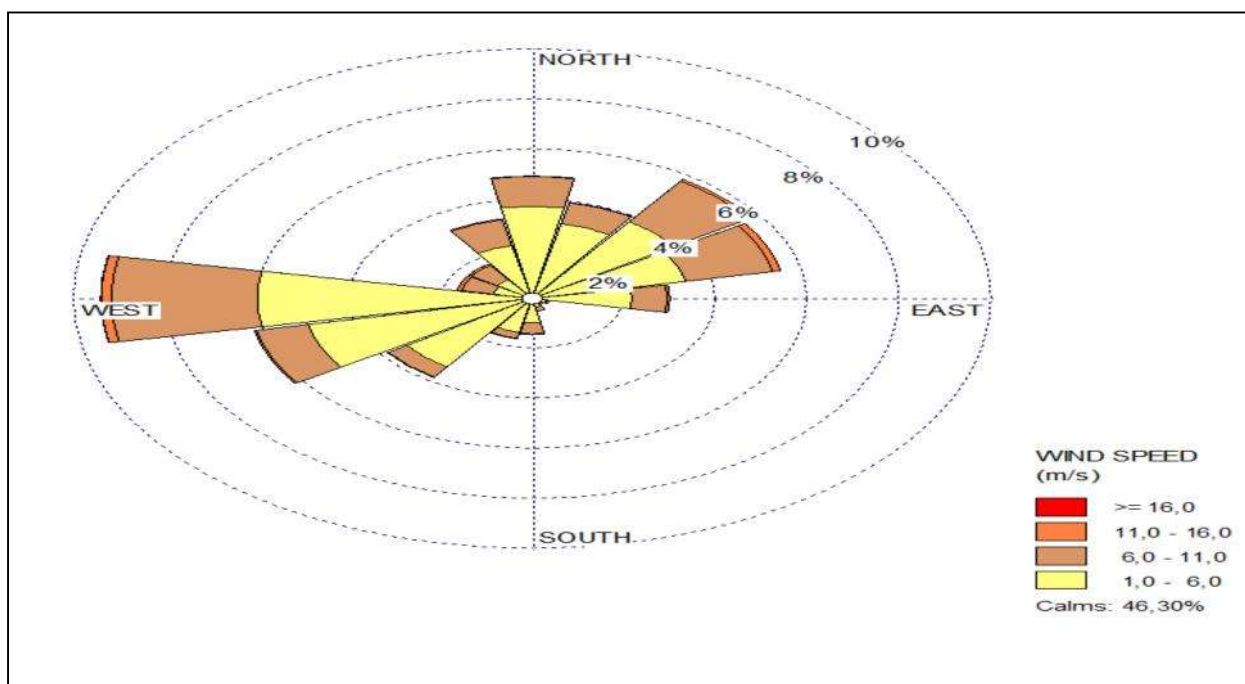 NORTH
10%
8%
6%
4%
2%
WEST
EAST
SOUTH
WIND SPEED
(m/s)
>= 16,0
11,0 - 16,0
6,0 - 11,0
1,0 - 6,0
Calms: 46,30%